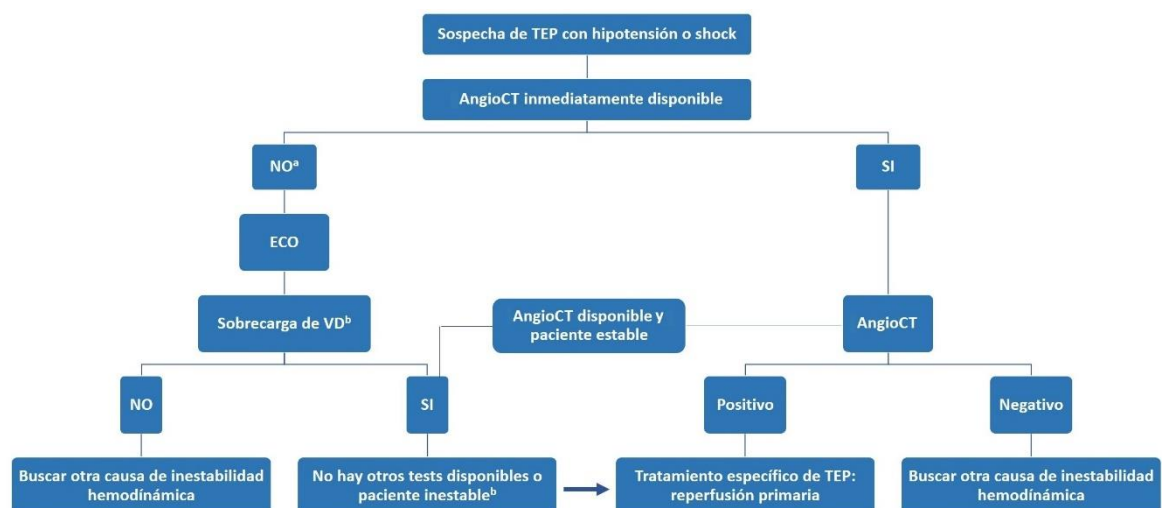 Sospecha de TEP con hipotensión o shock
AngioCT inmediatamente disponible
NOᵃ
SI
ECO
Sobrecarga de VDᵇ
AngioCT disponible y
paciente estable
AngioCT
NO
SI
Positivo
Negativo
Buscar otra causa de inestabilidad
hemodínámica
No hay otros tests disponibles o
paciente inestableᵇ
Tratamiento específico de TEP:
reperfusión primaria
Buscar otra causa de inestabilidad
hemodínámica